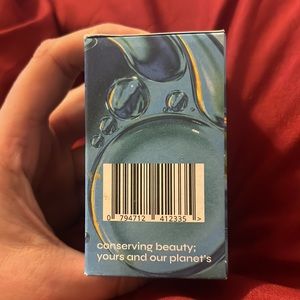 0 794712 412335 >
conserving beauty;
yours and our planet's